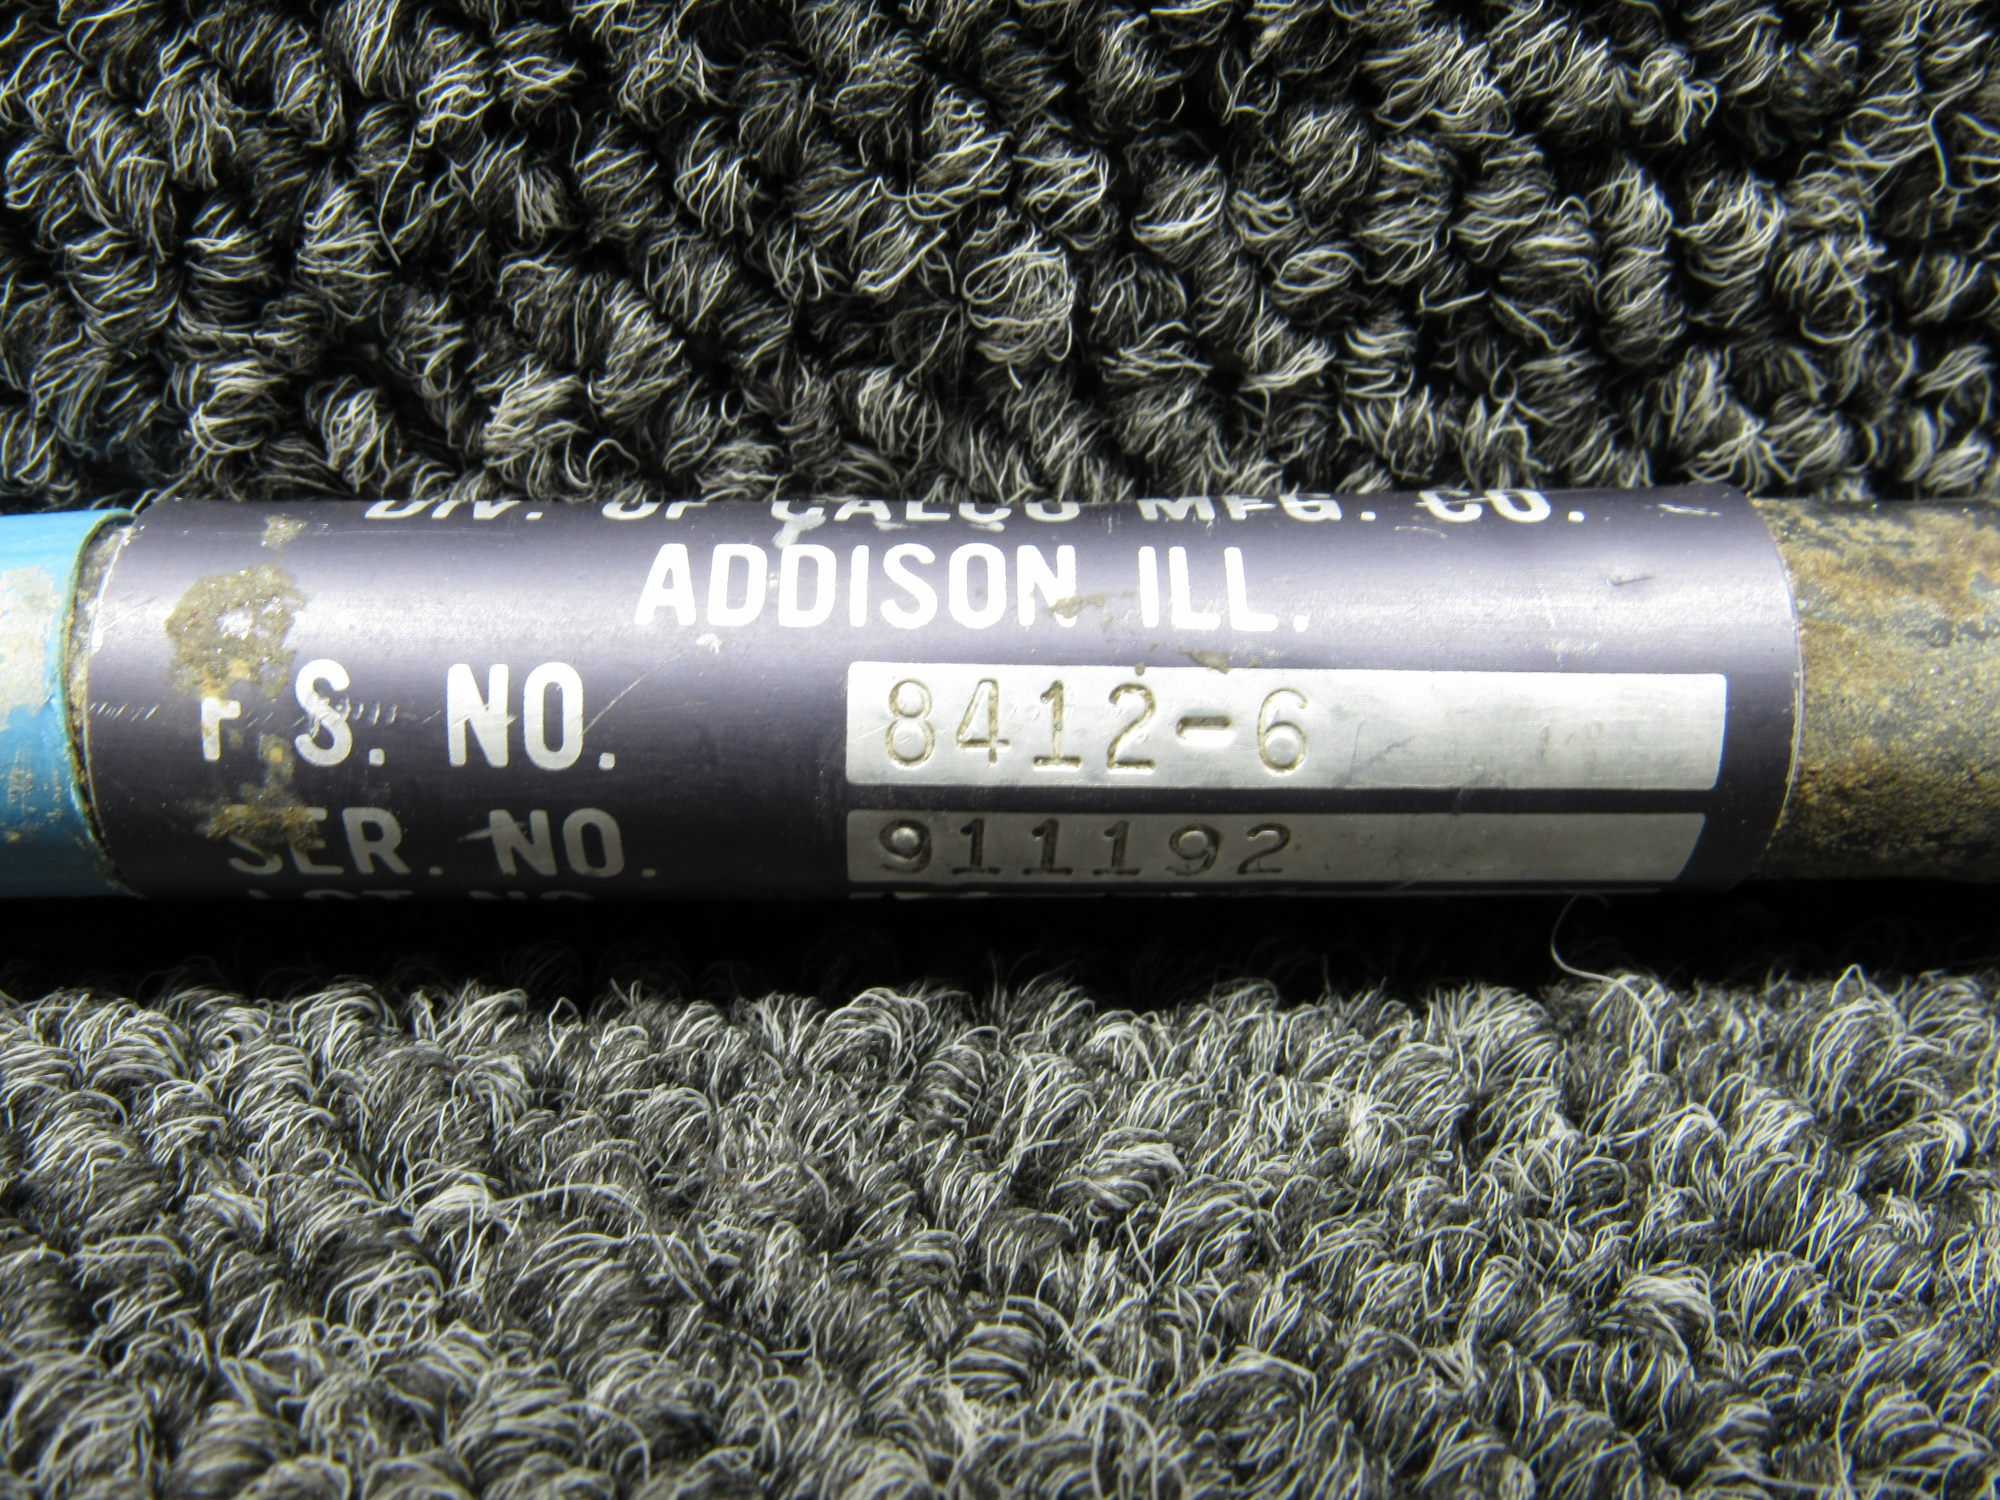 DIV. OF CALCO MFG. CO.
ADDISON ILL.
F S. NO. 8412-6
SER. NO. 911192